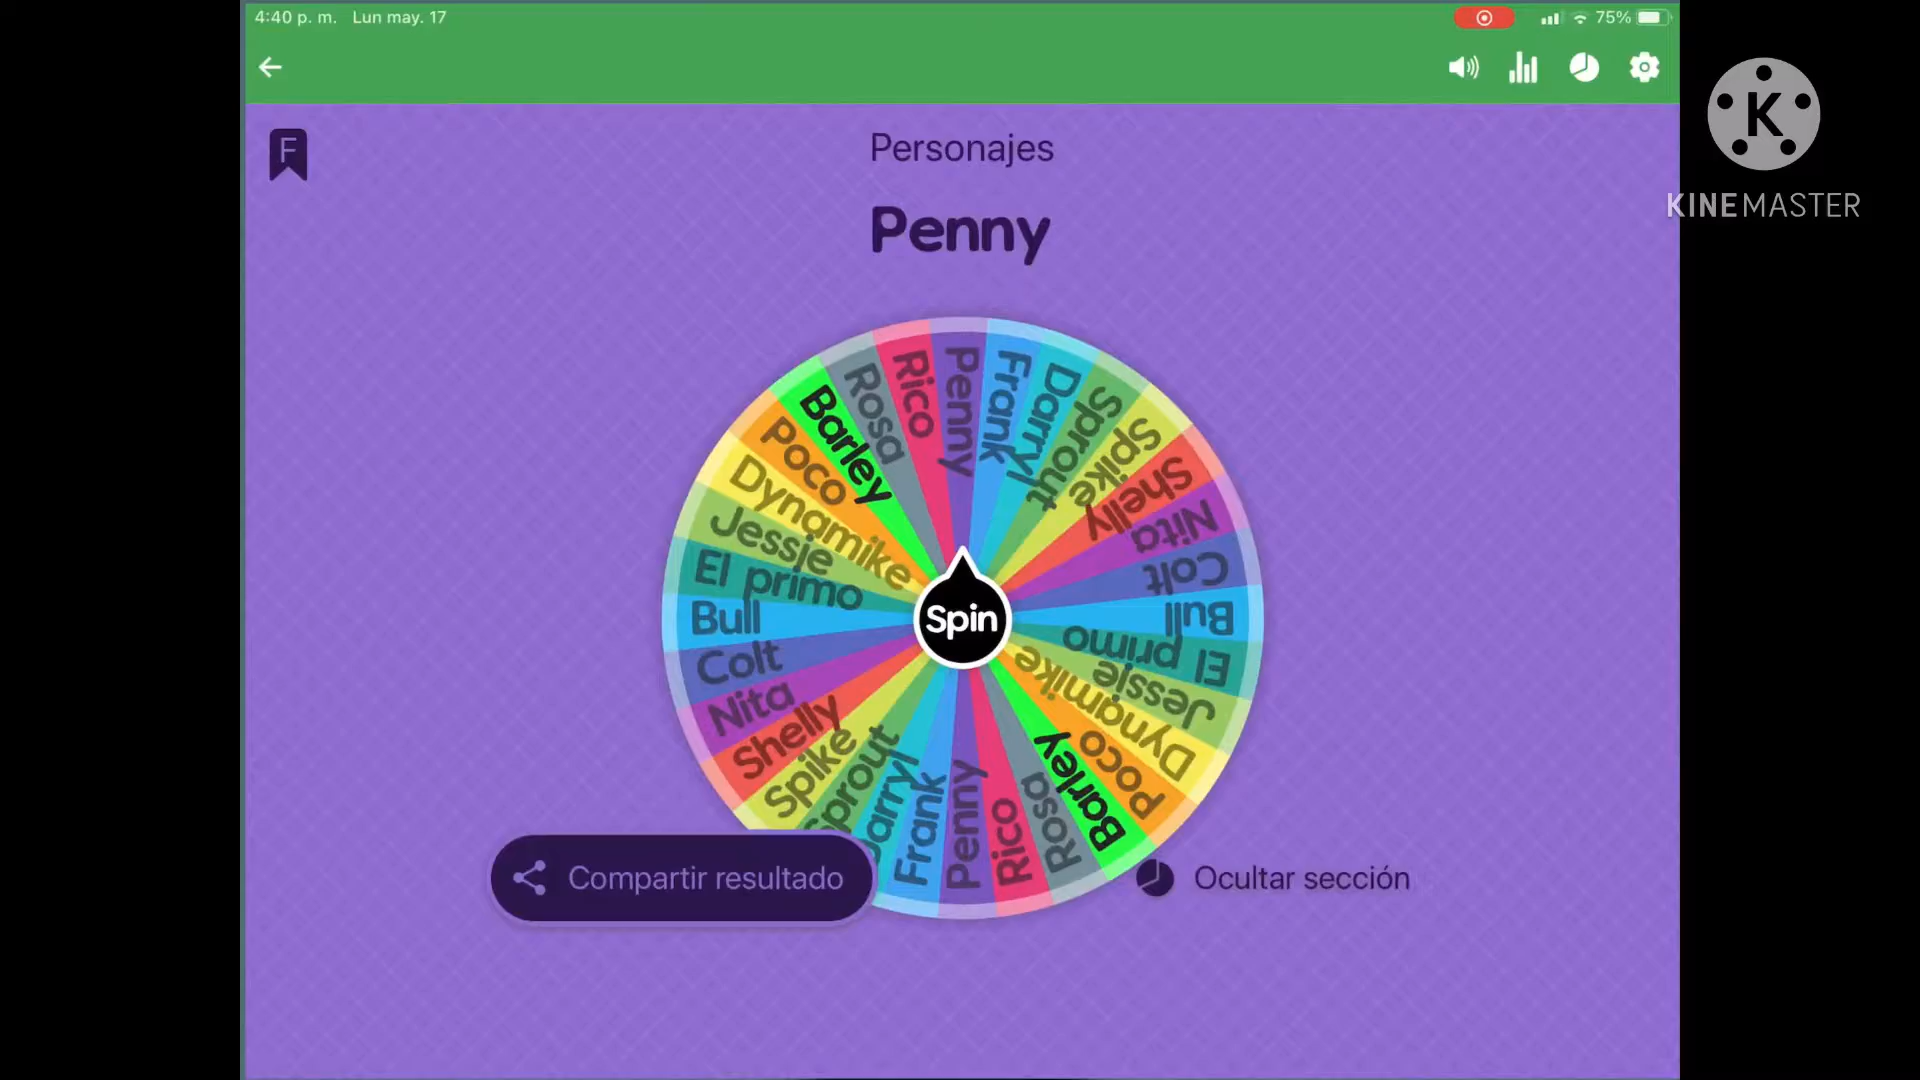 4:40 p. m. Lun may. 17
75%
F
Personajes
K
KINEMASTER
Penny
Penny
Frank
Darryl
Sprout
Spike
Shelly
Nita
Colt
Bull
El primo
Jessie
Dynamike
Poco
Barley
Rosa
Rico
Penny
Frank
Darryl
Sprout
Spike
Shelly
Nita
Colt
Bull
El primo
Jessie
Dynamike
Poco
Barley
Rosa
Rico
Spin
Compartir resultado
Ocultar sección